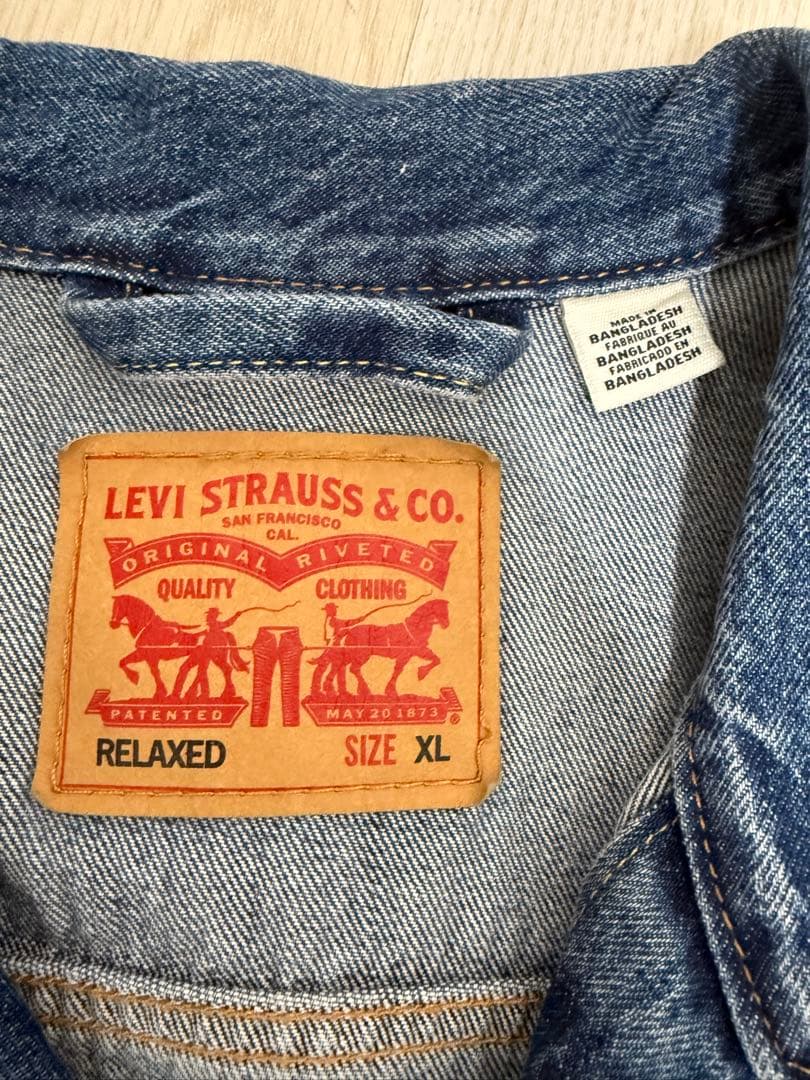 MADE IN
BANGLADESH
FABRIQUE AU
BANGLADESH
FABRICADO EN
BANGLADESH
LEVI STRAUSS & CO.
SAN FRANCISCO
CAL.
ORIGINAL RIVETED
QUALITY CLOTHING
PATENTED MAY 20 1873 ®
RELAXED SIZE XL